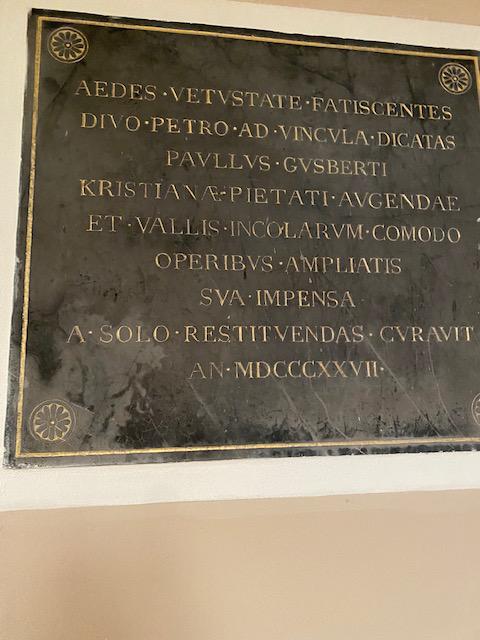 AEDES·VETVSTATE·FATISCENTES
DIVO·PETRO·AD·VINCVLA·DICATAS
PAVLLVS·GVSBERTI
KRISTIANÆ·PIETATI·AVGENDAE
ET·VALLIS·INCOLARVM·COMODO
OPERIBVS·AMPLIATIS
SVA·IMPENSA
A·SOLO·RESTITVENDAS·CVRAVIT
AN·MDCCCXXVII·